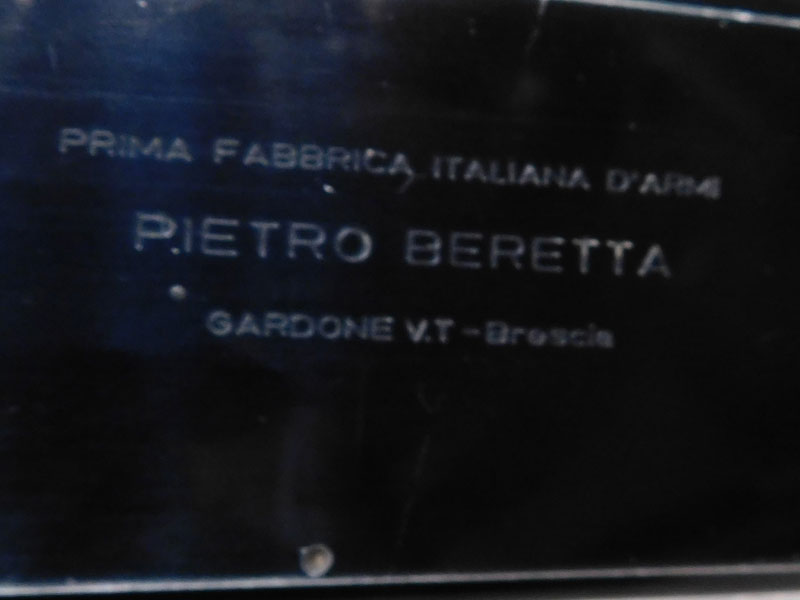 PRIMA FABBRICA ITALIANA D'ARMI
PIETRO BERETTA
GARDONE V.T - Brescia